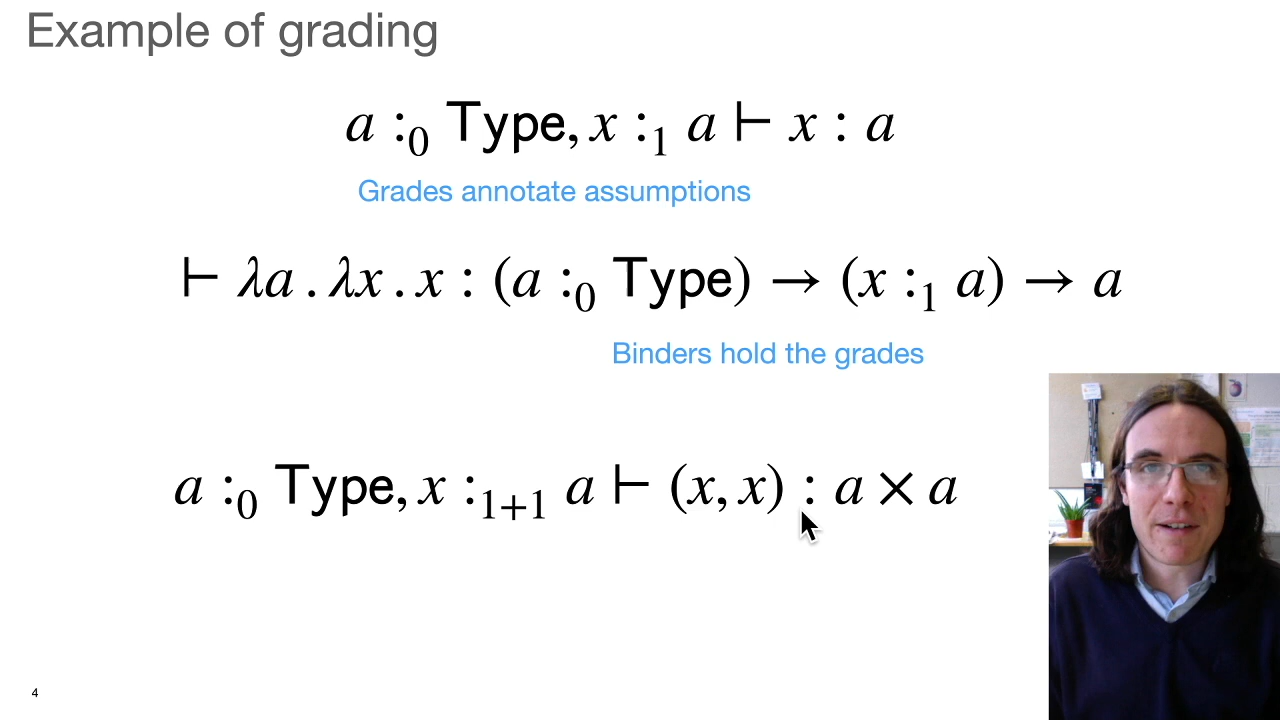 Example of grading
a :₀ Type, x :₁ a ⊢ x : a
Grades annotate assumptions
⊢ λa . λx . x : (a :₀ Type) → (x :₁ a) → a
Binders hold the grades
a :₀ Type, x :₁₊₁ a ⊢ (x, x) : a × a
4